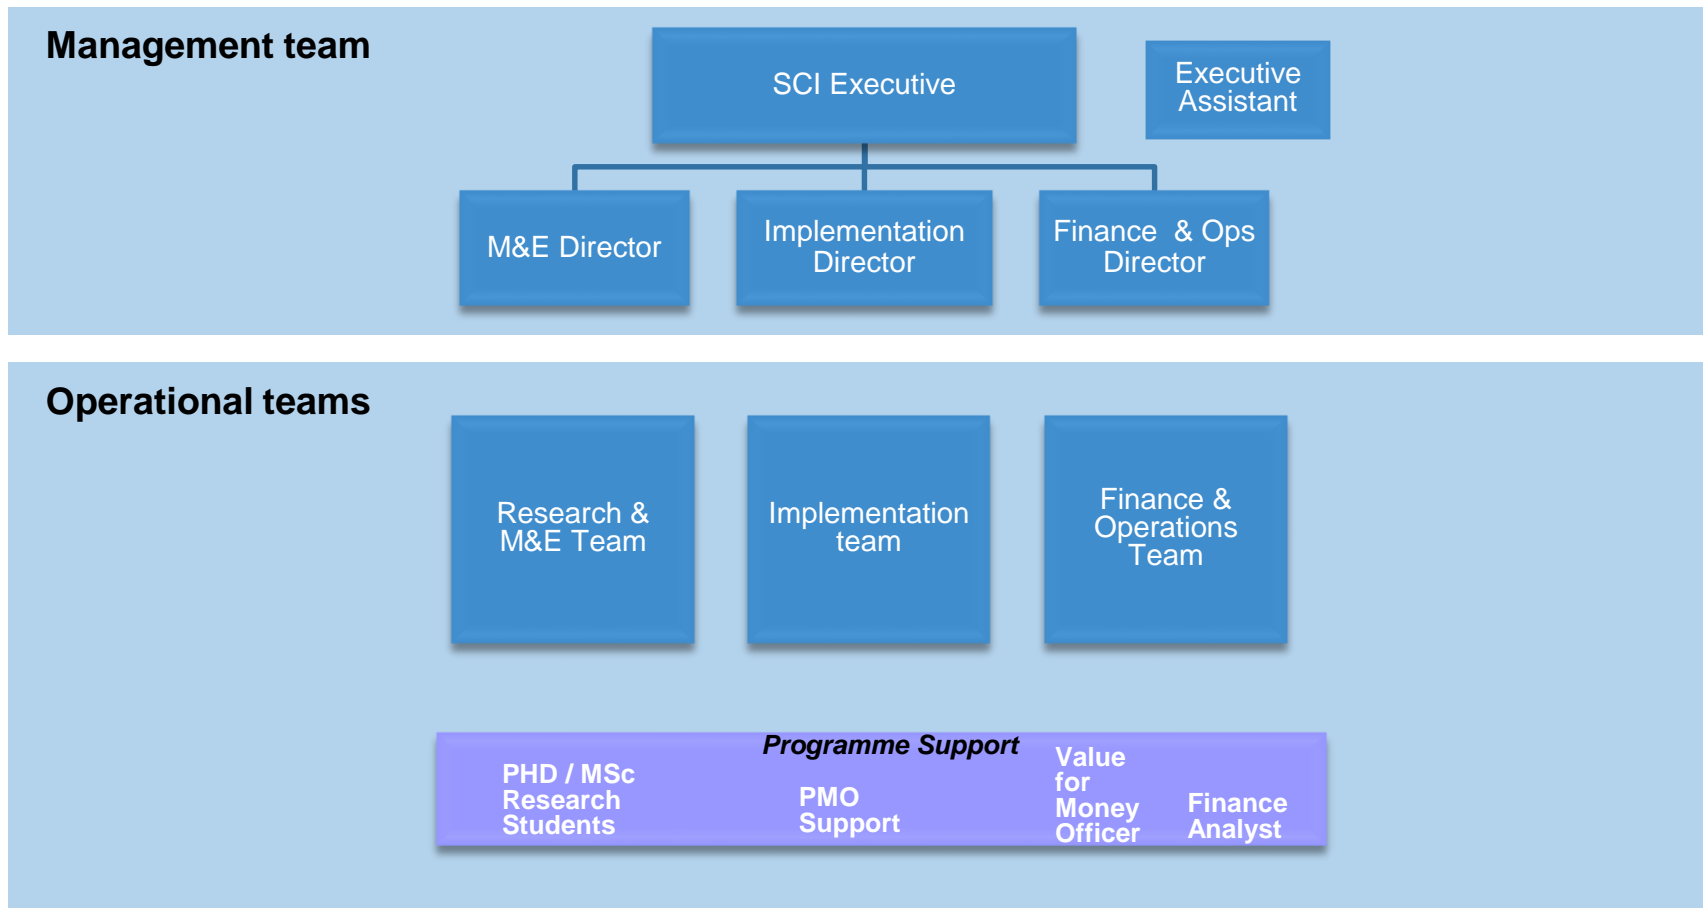 Management team
SCI Executive
Executive
Assistant
M&E Director
Implementation
Director
Finance  & Ops
Director
Operational teams
Research &
M&E Team
Implementation
team
Finance &
Operations
Team
Programme Support
PHD / MSc
Research
Students
PMO
Support
Value
for
Money
Officer
Finance
Analyst